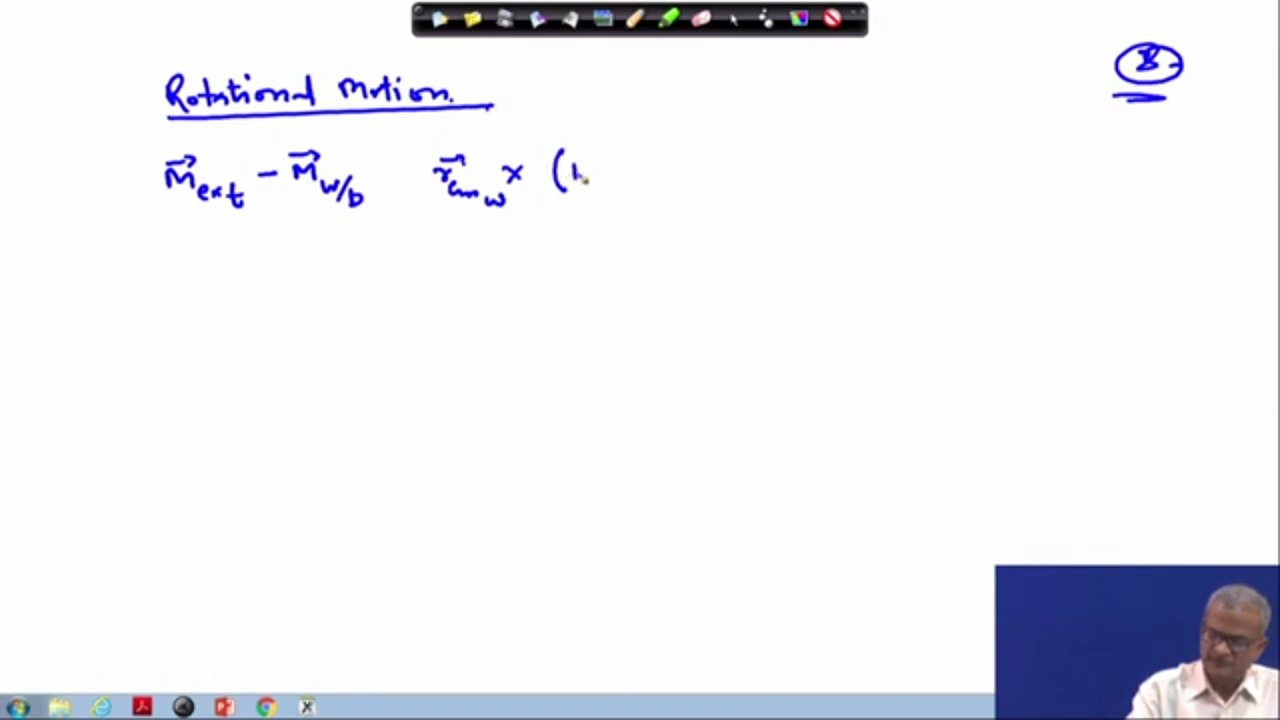 8
Rotational Motion.
M⃗ext - M⃗w/b r⃗cm w × (